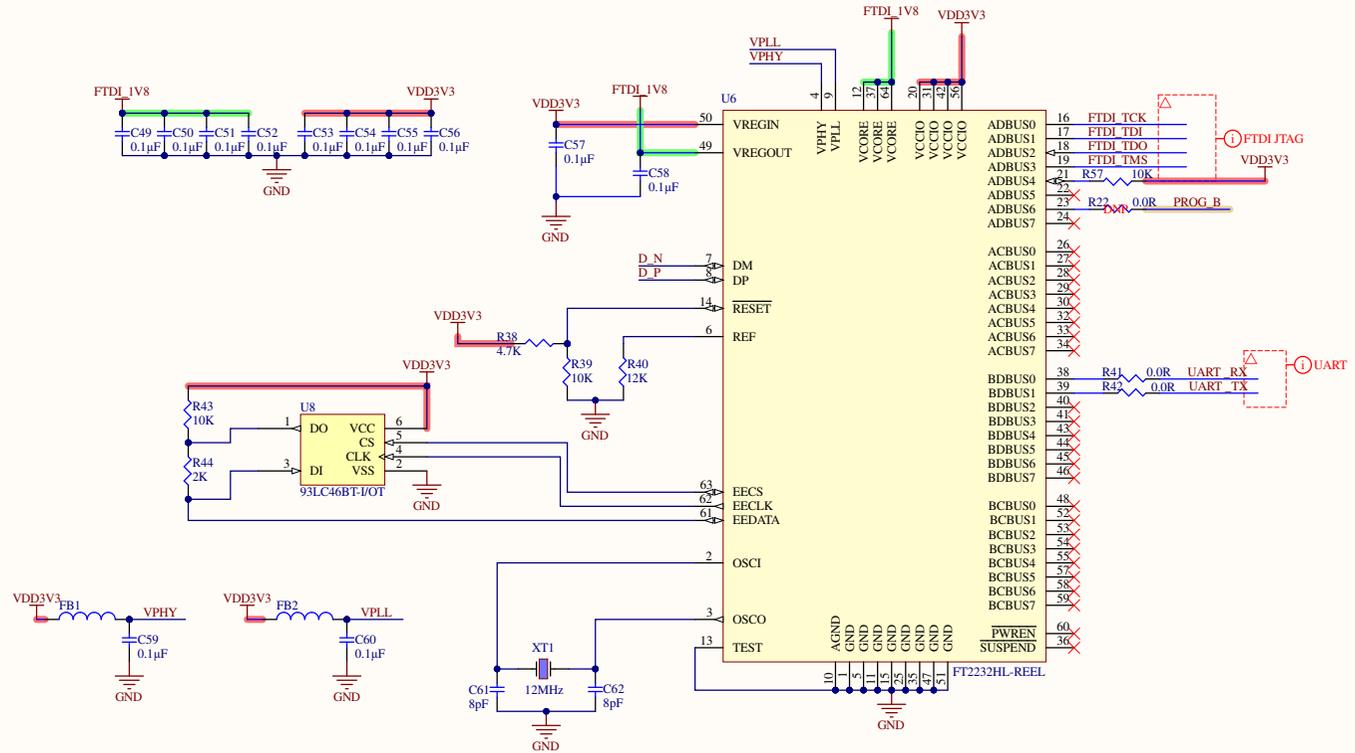 FTDI_1V8
VDD3V3
C49
0.1µF
C50
0.1µF
C51
0.1µF
C52
0.1µF
C53
0.1µF
C54
0.1µF
C55
0.1µF
C56
0.1µF
GND
VDD3V3
FTDI_1V8
C57
0.1µF
C58
0.1µF
GND
VPLL
VPHY
FTDI_1V8
VDD3V3
U6
4 9 12 37 64 20 31 42 56
VPHY VPLL VCORE VCORE VCORE VCCIO VCCIO VCCIO VCCIO
50 VREGIN
49 VREGOUT
D_N 7 DM
D_P 8 DP
14 RESET
6 REF
63 EECS
62 EECLK
61 EEDATA
2 OSCI
3 OSCO
13 TEST
ADBUS0 16 FTDI_TCK
ADBUS1 17 FTDI_TDI
ADBUS2 18 FTDI_TDO
ADBUS3 19 FTDI_TMS
ADBUS4 21 R57 10K VDD3V3
ADBUS5 22
ADBUS6 23 R22 DNP 0.0R PROG_B
ADBUS7 24
i FTDI JTAG
ACBUS0 26
ACBUS1 27
ACBUS2 28
ACBUS3 29
ACBUS4 30
ACBUS5 32
ACBUS6 33
ACBUS7 34
BDBUS0 38 R41 0.0R UART_RX
BDBUS1 39 R42 0.0R UART_TX
i UART
BDBUS2 40
BDBUS3 41
BDBUS4 43
BDBUS5 44
BDBUS6 45
BDBUS7 46
BCBUS0 48
BCBUS1 52
BCBUS2 53
BCBUS3 54
BCBUS4 55
BCBUS5 57
BCBUS6 58
BCBUS7 59
PWREN 60
SUSPEND 36
AGND GND GND GND GND GND GND GND GND
10 1 5 11 15 25 35 47 51
FT2232HL-REEL
GND
VDD3V3
R38
4.7K
R39
10K
R40
12K
GND
VDD3V3
R43
10K
R44
2K
U8
1 DO VCC 6
CS 5
CLK 4
3 DI VSS 2
93LC46BT-I/OT
GND
VDD3V3
FB1
VPHY
C59
0.1µF
GND
VDD3V3
FB2
VPLL
C60
0.1µF
GND
XT1
12MHz
C61
8pF
C62
8pF
GND